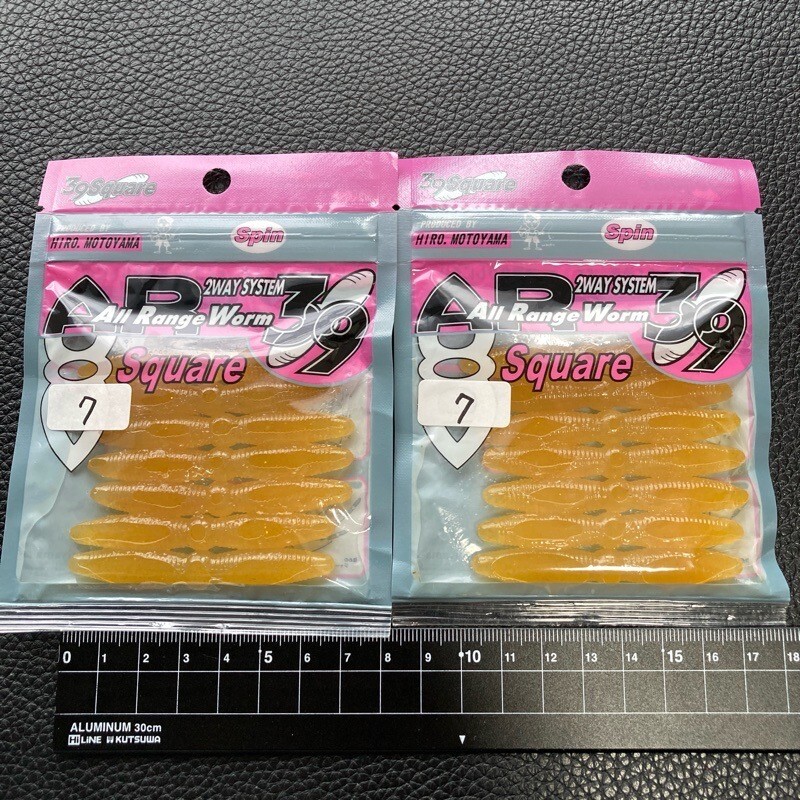 39Square
PRODUCED BY
HIRO. MOTOYAMA
Spin
2WAY SYSTEM
AR
All Range Worm
39
Square
7
39Square
PRODUCED BY
HIRO. MOTOYAMA
Spin
2WAY SYSTEM
AR
All Range Worm
39
Square
7
0 1 2 3 4 5 6 7 8 9 10 11 12 13 14 15 16 17 18
ALUMINUM 30cm
Hi LINE KUTSUWA